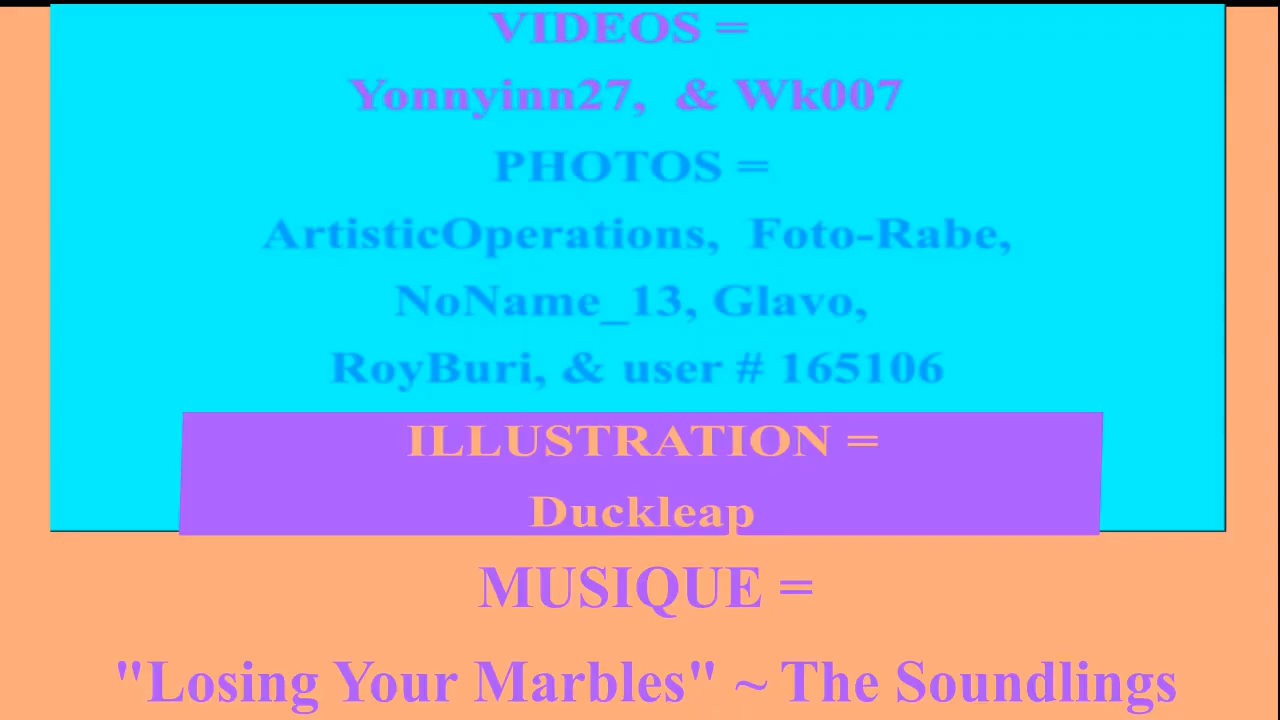 VIDEOS =
Yonnyinn27, & Wk007
PHOTOS =
ArtisticOperations, Foto-Rabe,
NoName_13, Glavo,
RoyBuri, & user # 165106
ILLUSTRATION =
Duckleap
MUSIQUE =
"Losing Your Marbles" ~ The Soundlings